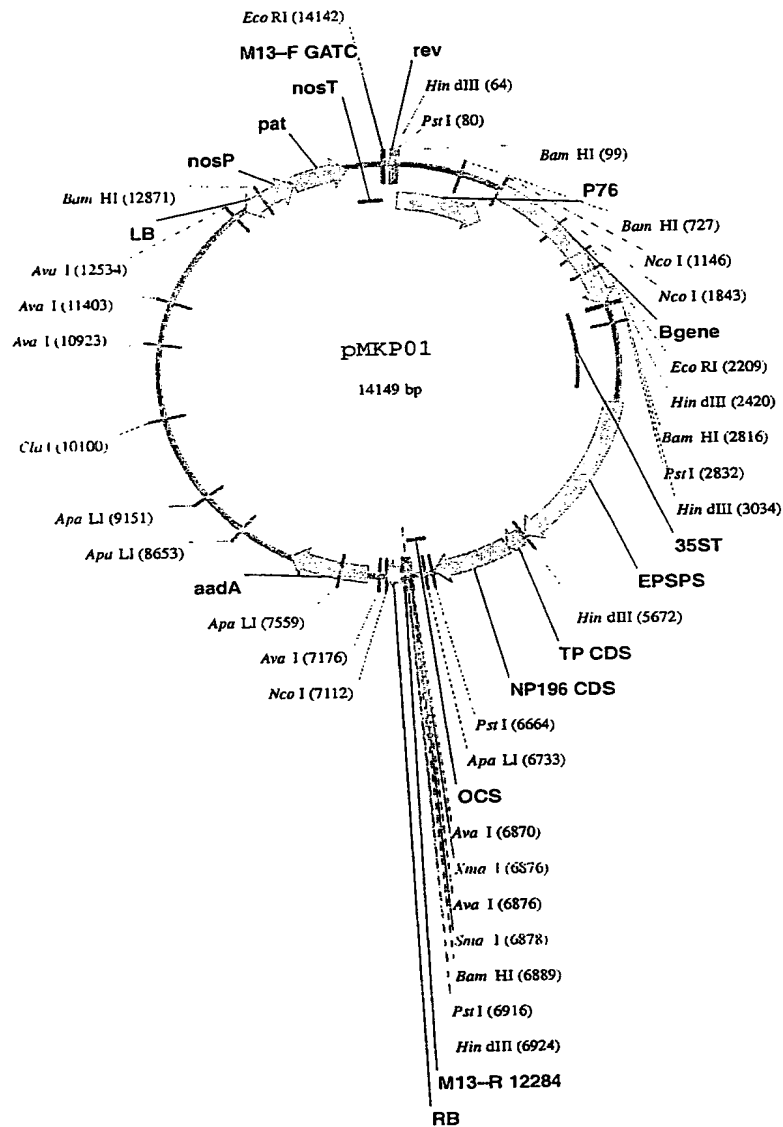 Eco RI (14142)
M13–F GATC
rev
nosT
Hin dIII (64)
Pst I (80)
pat
Bam HI (99)
nosP
P76
Bam HI (12871)
Bam HI (727)
LB
Nco I (1146)
Ava I (12534)
Nco I (1843)
Ava I (11403)
Bgene
Ava I (10923)
pMKP01
Eco RI (2209)
14149 bp
Hin dIII (2420)
Bam HI (2816)
Cla I (10100)
Pst I (2832)
Hin dIII (3034)
Apa LI (9151)
35ST
Apa LI (8653)
EPSPS
aadA
Hin dIII (5672)
Apa LI (7559)
TP CDS
Ava I (7176)
NP196 CDS
Nco I (7112)
Pst I (6664)
Apa LI (6733)
OCS
Ava I (6870)
Xma I (6876)
Ava I (6876)
Sma I (6878)
Bam HI (6889)
Pst I (6916)
Hin dIII (6924)
M13–R 12284
RB